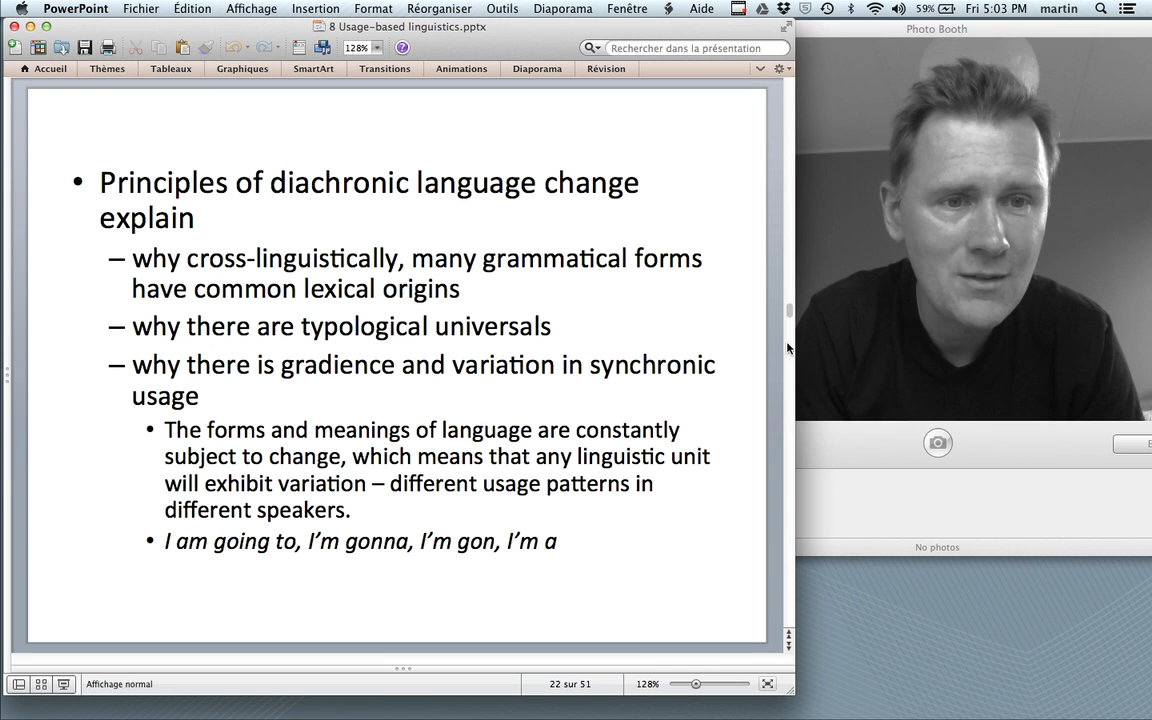 PowerPoint Fichier Édition Affichage Insertion Format Réorganiser Outils Diaporama Fenêtre Aide 59% Fri 5:03 PM martin
8 Usage-based linguistics.pptx
Photo Booth
128%
Rechercher dans la présentation
Accueil Thèmes Tableaux Graphiques SmartArt Transitions Animations Diaporama Révision
• Principles of diachronic language change
explain
– why cross-linguistically, many grammatical forms
have common lexical origins
– why there are typological universals
– why there is gradience and variation in synchronic
usage
• The forms and meanings of language are constantly
subject to change, which means that any linguistic unit
will exhibit variation – different usage patterns in
different speakers.
• I am going to, I’m gonna, I’m gon, I’m a
No photos
Affichage normal
22 sur 51
128%